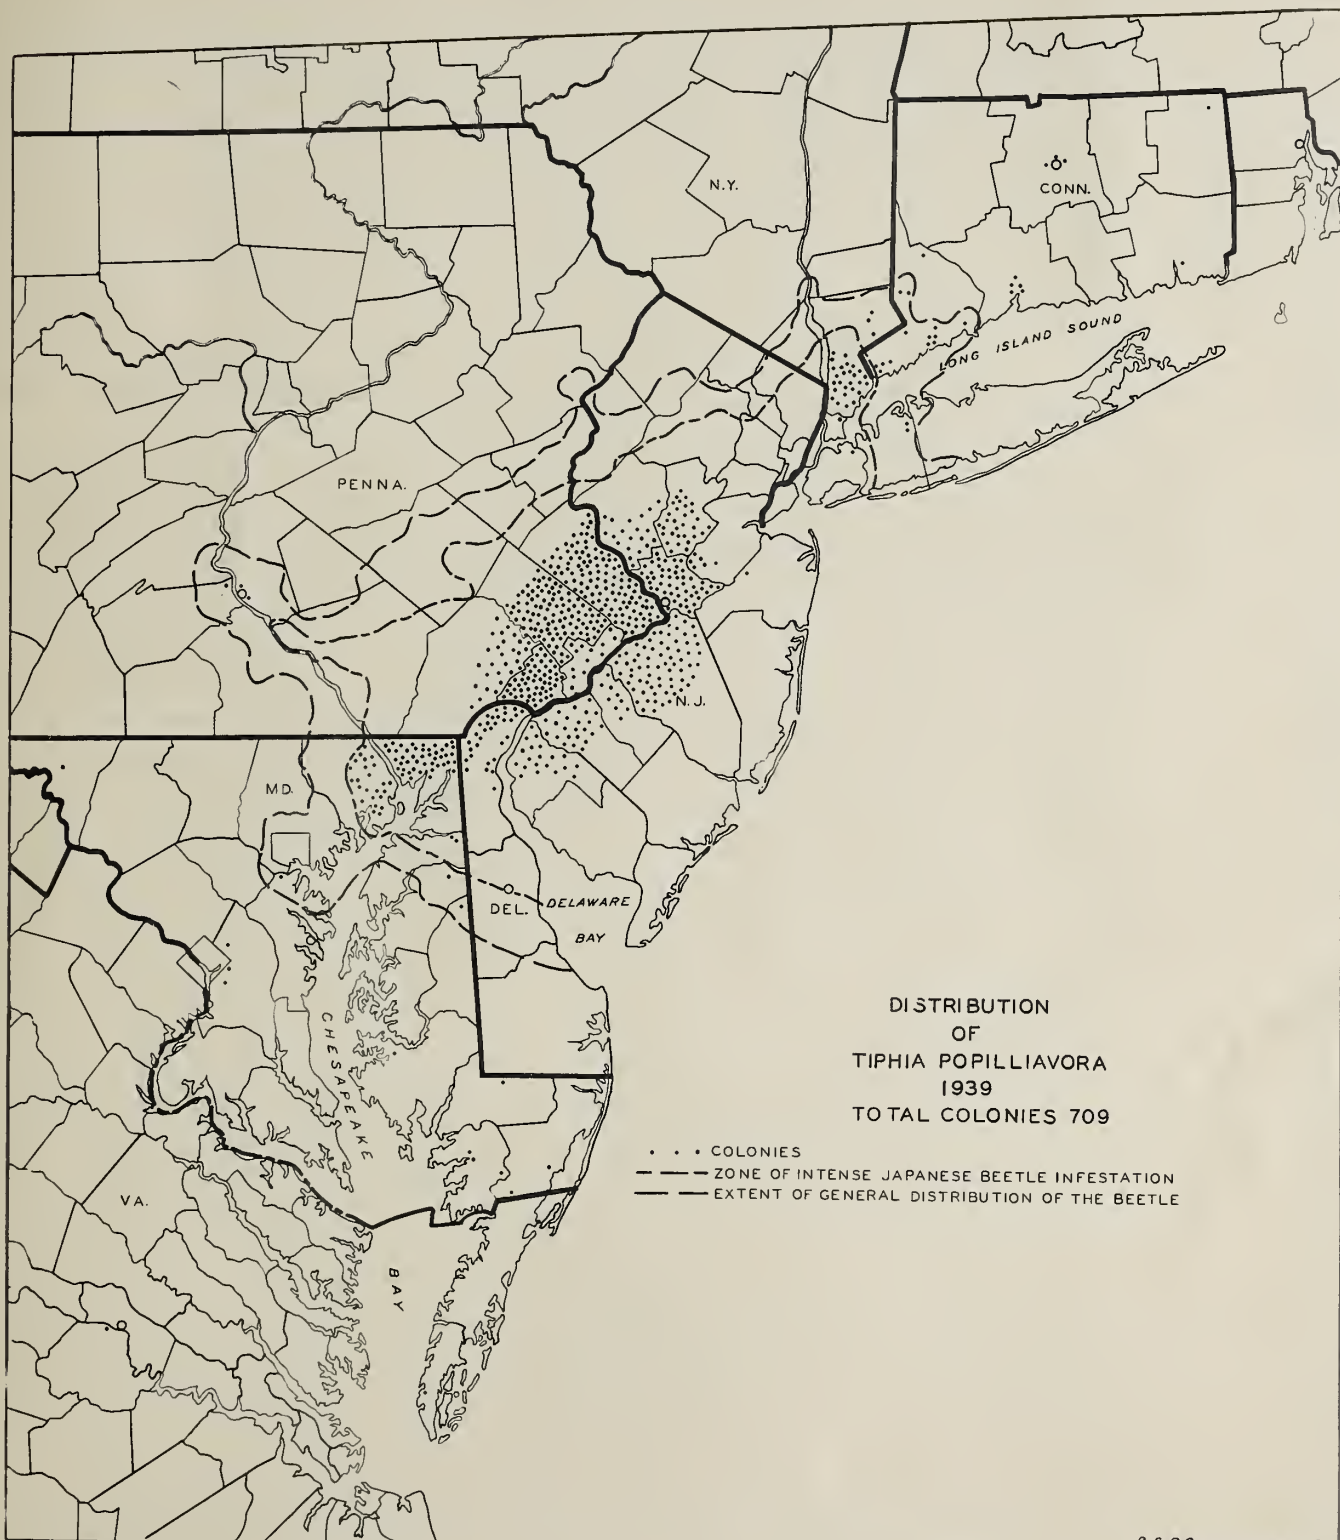 N.Y.
CONN.
LONG ISLAND SOUND
PENNA.
N.J.
MD.
DEL.
DELAWARE
BAY
CHESAPEAKE
BAY
VA.
DISTRIBUTION
OF
TIPHIA POPILLIAVORA
1939
TOTAL COLONIES 709
COLONIES
ZONE OF INTENSE JAPANESE BEETLE INFESTATION
EXTENT OF GENERAL DISTRIBUTION OF THE BEETLE